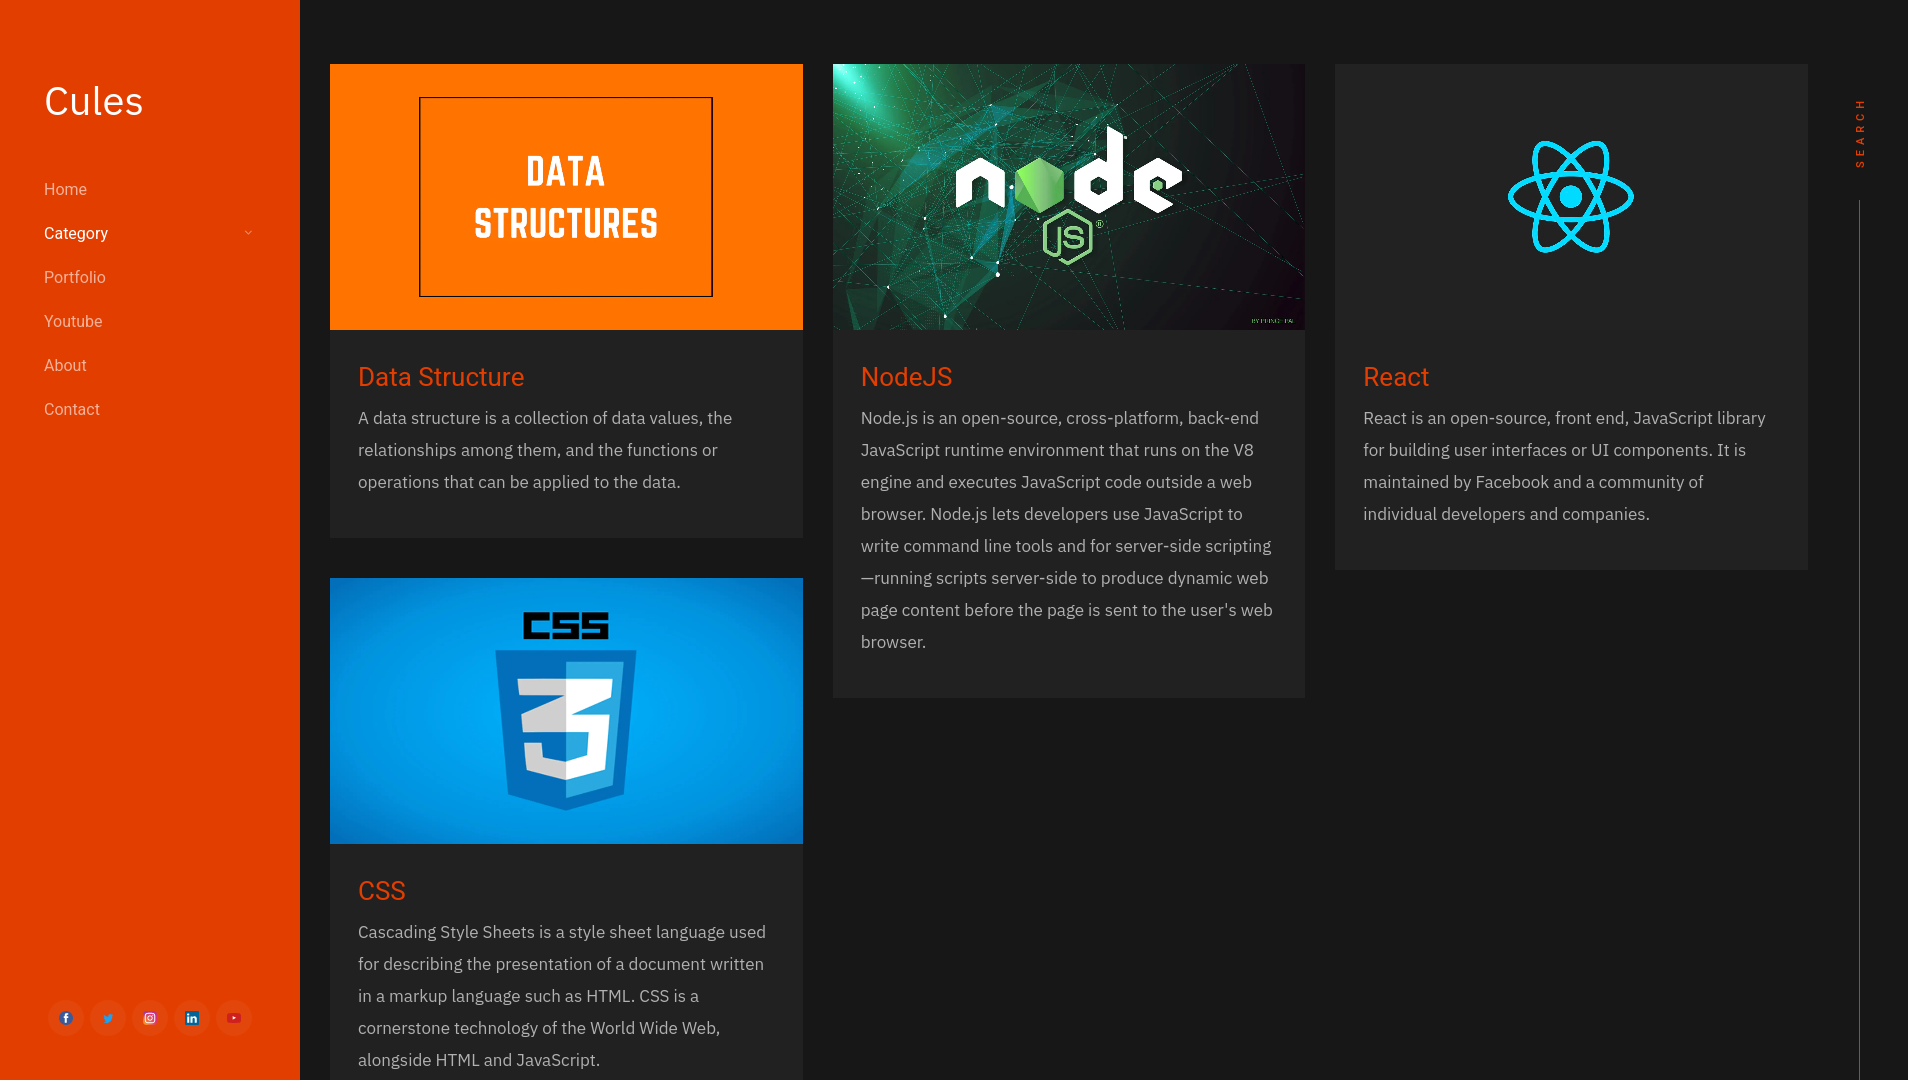 Cules
Home
Category
Portfolio
Youtube
About
Contact
DATA
STRUCTURES
Data Structure
A data structure is a collection of data values, the
relationships among them, and the functions or
operations that can be applied to the data.
CSS
3
CSS
Cascading Style Sheets is a style sheet language used
for describing the presentation of a document written
in a markup language such as HTML. CSS is a
cornerstone technology of the World Wide Web,
alongside HTML and JavaScript.
node
JS®
BY PRINCE PAL
NodeJS
Node.js is an open-source, cross-platform, back-end
JavaScript runtime environment that runs on the V8
engine and executes JavaScript code outside a web
browser. Node.js lets developers use JavaScript to
write command line tools and for server-side scripting
—running scripts server-side to produce dynamic web
page content before the page is sent to the user's web
browser.
React
React is an open-source, front end, JavaScript library
for building user interfaces or UI components. It is
maintained by Facebook and a community of
individual developers and companies.
SEARCH